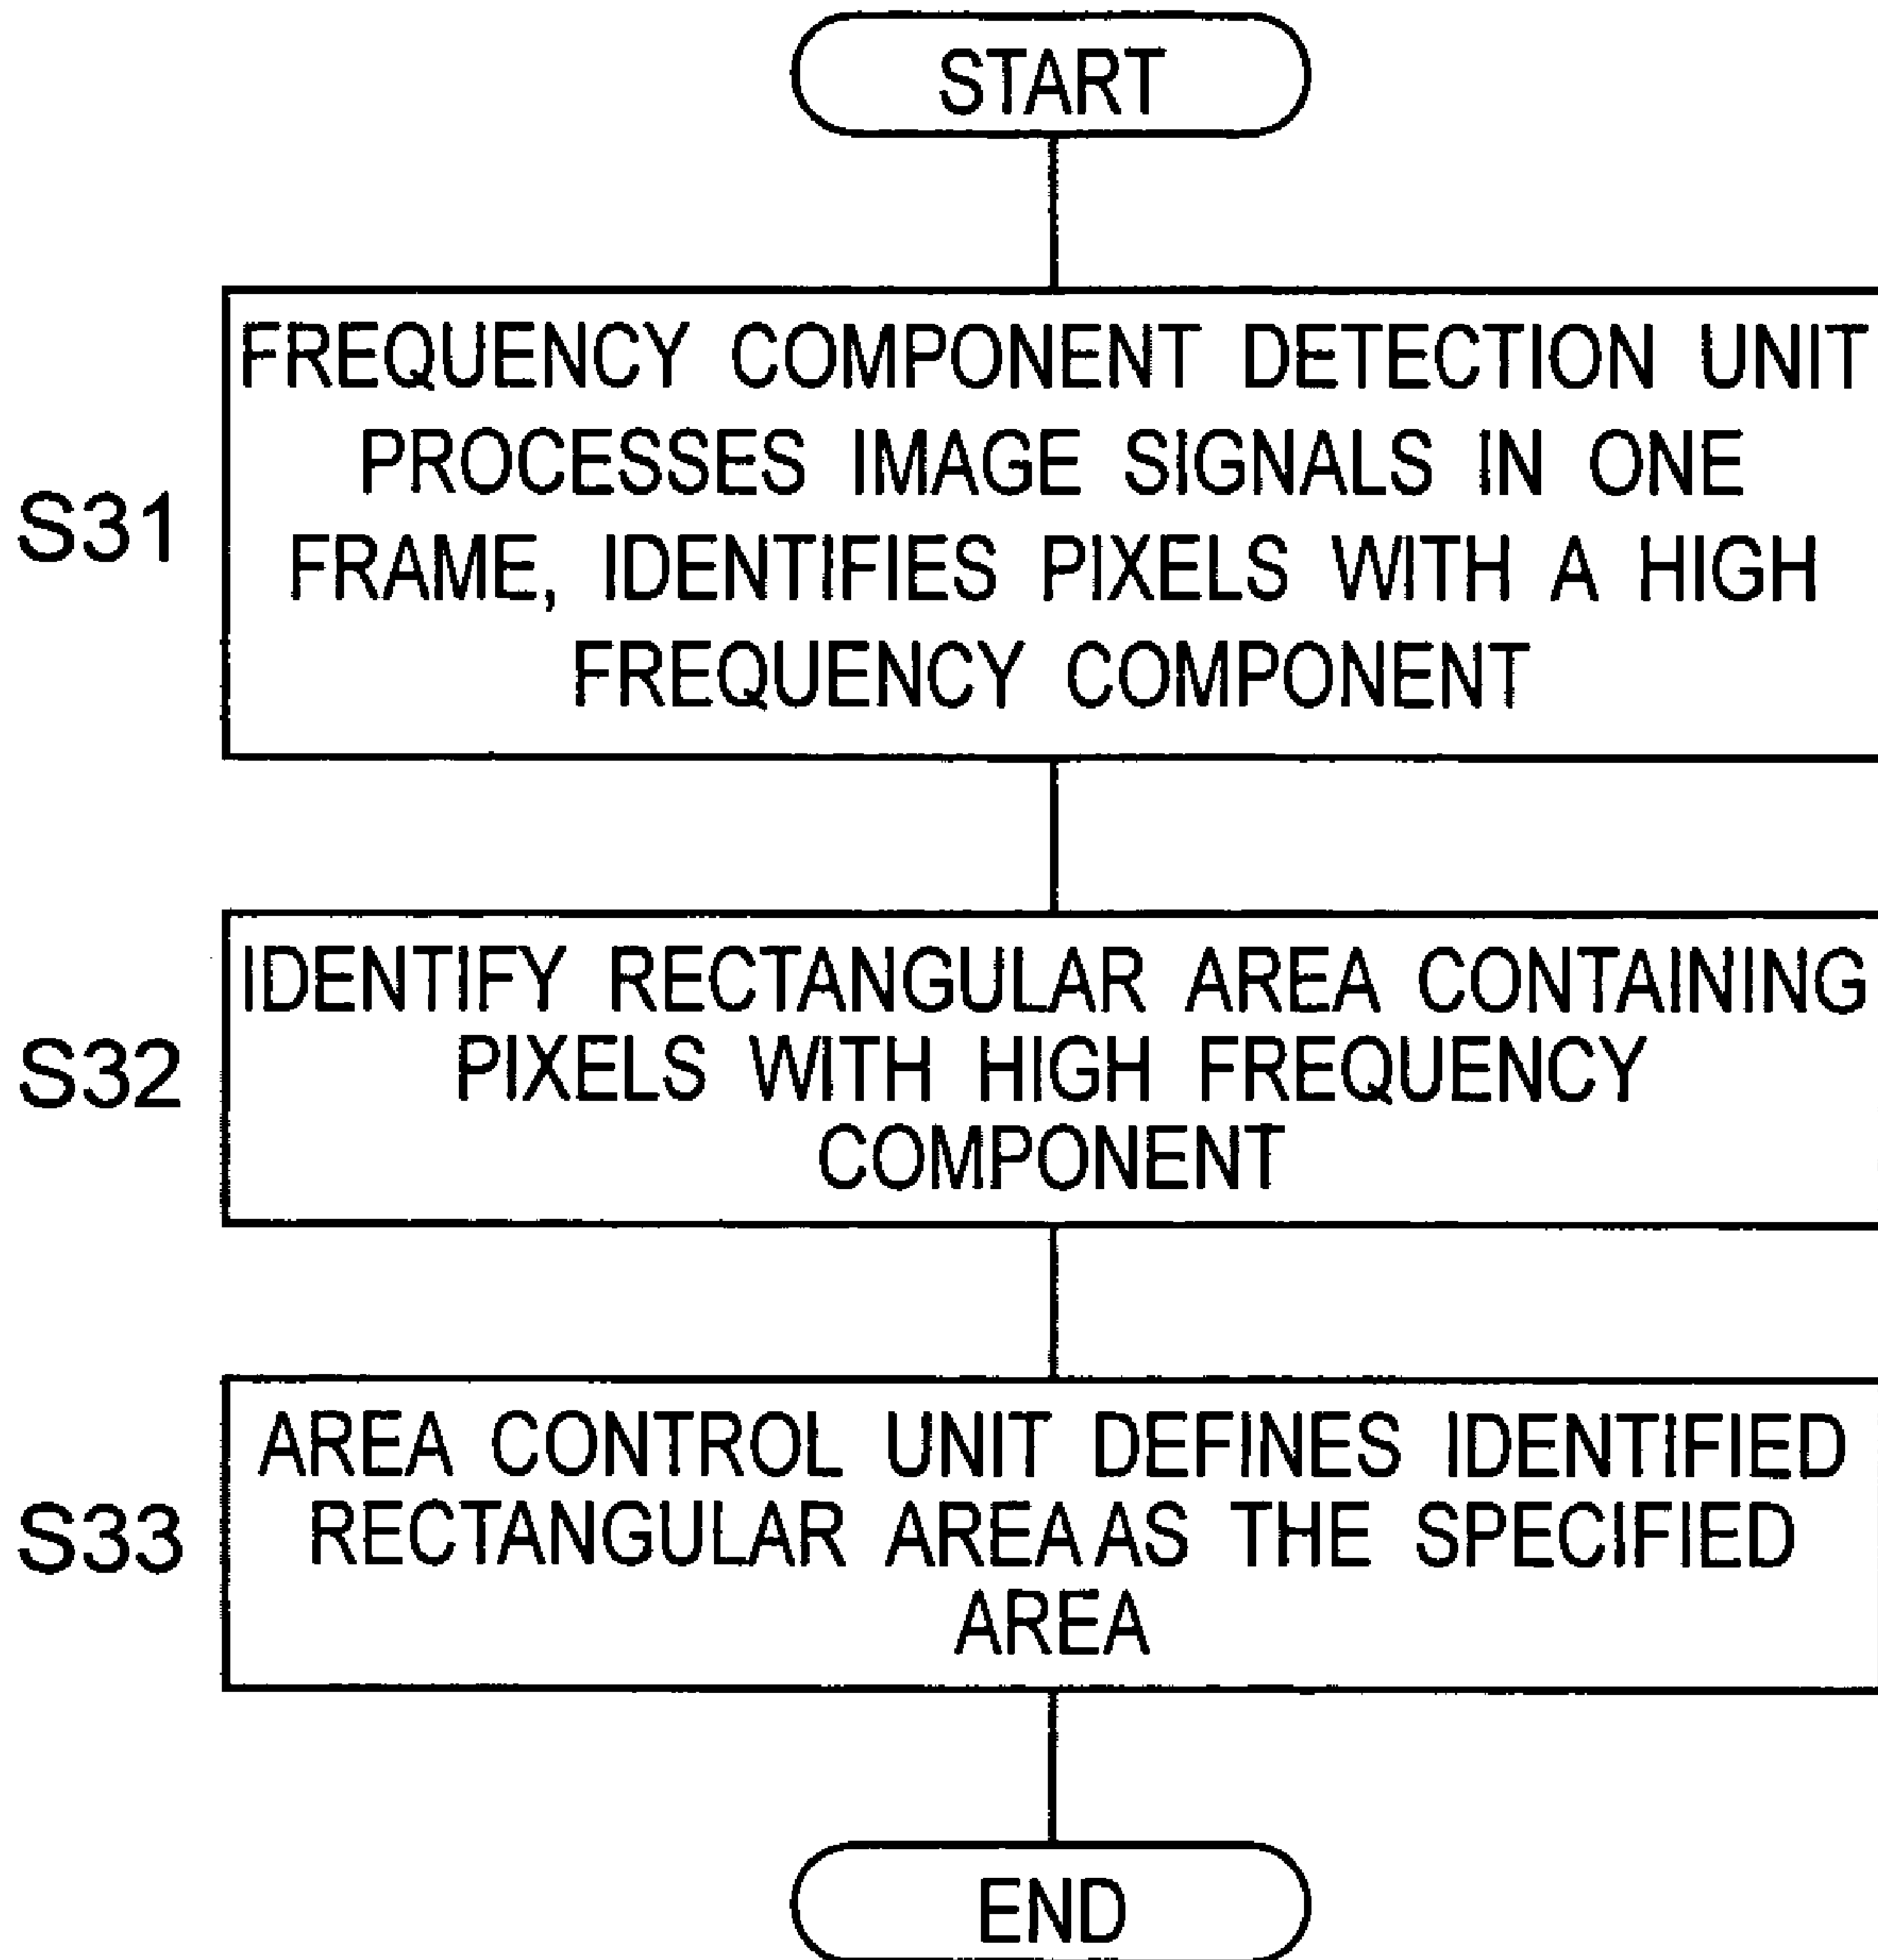 START
S31
FREQUENCY COMPONENT DETECTION UNIT
PROCESSES IMAGE SIGNALS IN ONE
FRAME, IDENTIFIES PIXELS WITH A HIGH
FREQUENCY COMPONENT
S32
IDENTIFY RECTANGULAR AREA CONTAINING
PIXELS WITH HIGH FREQUENCY
COMPONENT
S33
AREA CONTROL UNIT DEFINES IDENTIFIED
RECTANGULAR AREA AS THE SPECIFIED
AREA
END